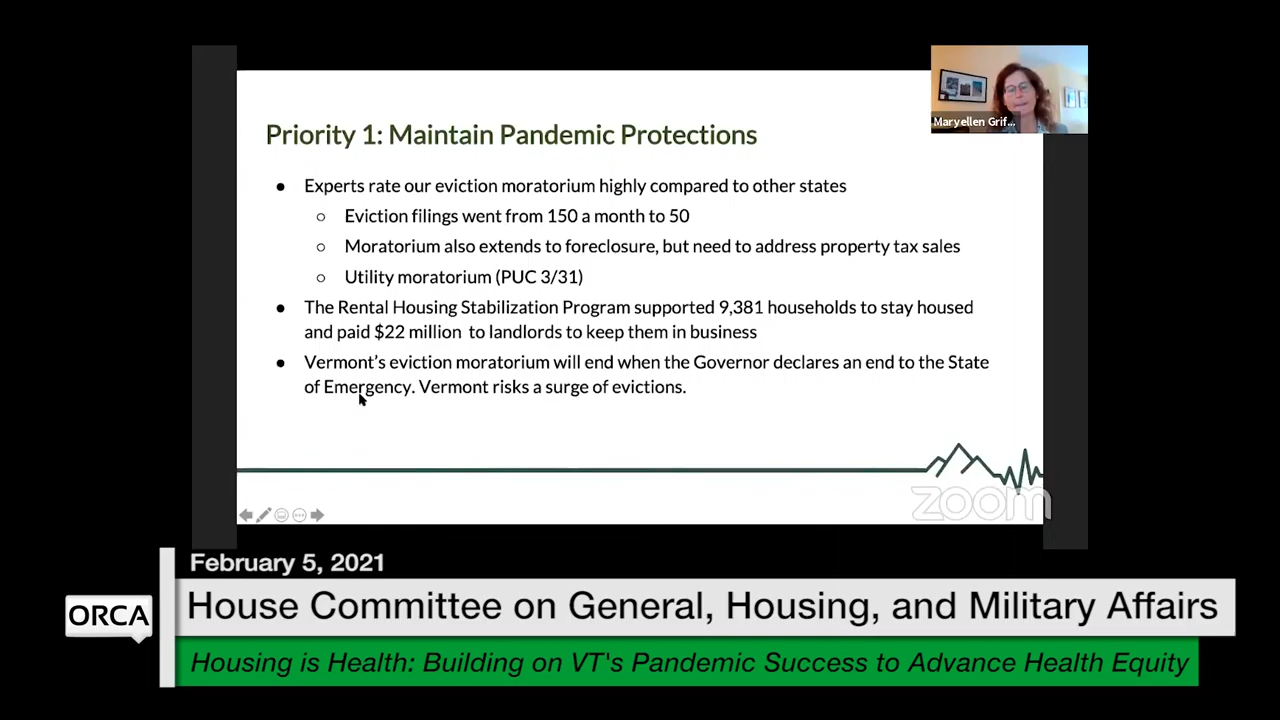 Maryellen Grif...
Priority 1: Maintain Pandemic Protections
● Experts rate our eviction moratorium highly compared to other states
○ Eviction filings went from 150 a month to 50
○ Moratorium also extends to foreclosure, but need to address property tax sales
○ Utility moratorium (PUC 3/31)
● The Rental Housing Stabilization Program supported 9,381 households to stay housed
and paid $22 million to landlords to keep them in business
● Vermont's eviction moratorium will end when the Governor declares an end to the State
of Emergency. Vermont risks a surge of evictions.
zoom
February 5, 2021
ORCA
House Committee on General, Housing, and Military Affairs
Housing is Health: Building on VT's Pandemic Success to Advance Health Equity